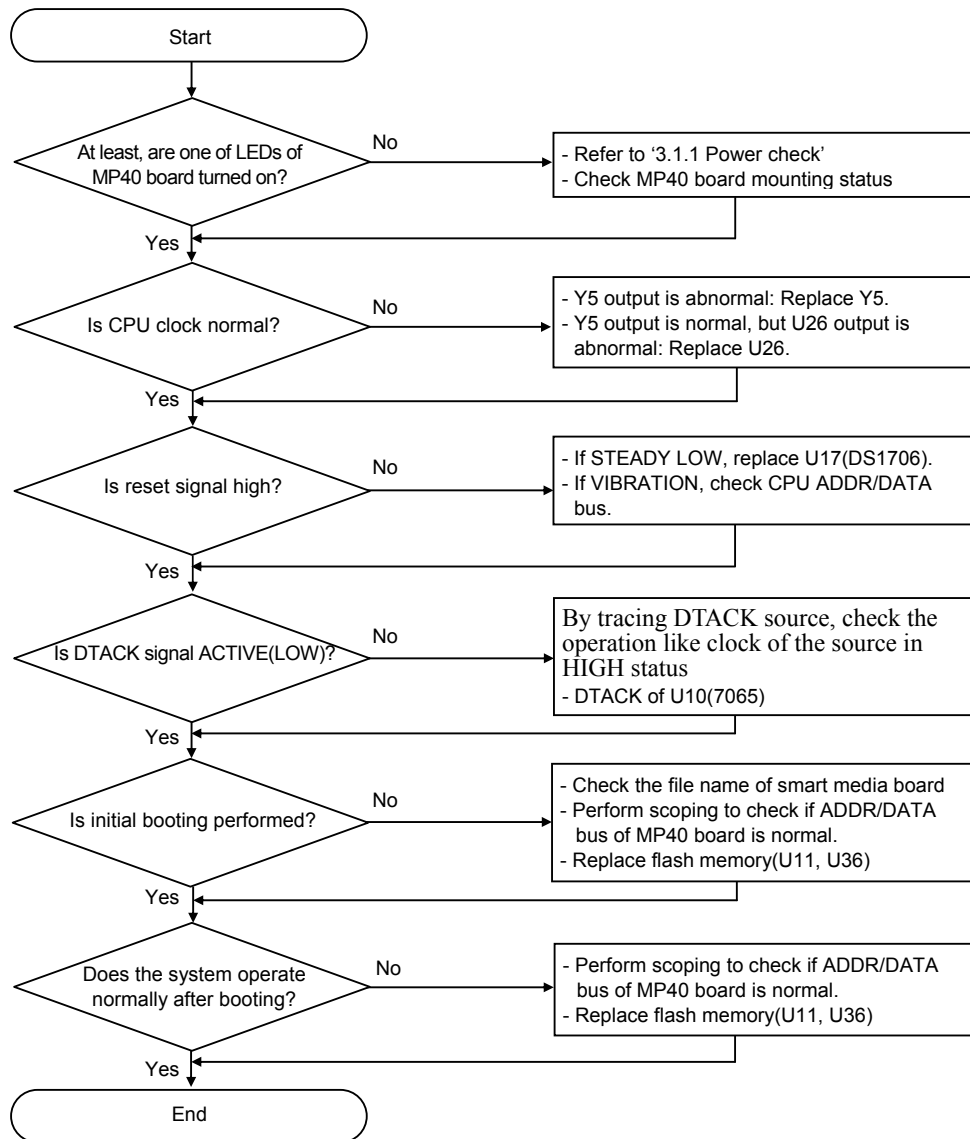 Start
At least, are one of LEDs of
MP40 board turned on?
No
- Refer to ‘3.1.1 Power check’
- Check MP40 board mounting status
Yes
Is CPU clock normal?
No
- Y5 output is abnormal: Replace Y5.
- Y5 output is normal, but U26 output is
abnormal: Replace U26.
Yes
Is reset signal high?
No
- If STEADY LOW, replace U17(DS1706).
- If VIBRATION, check CPU ADDR/DATA
bus.
Yes
Is DTACK signal ACTIVE(LOW)?
No
By tracing DTACK source, check the
operation like clock of the source in
HIGH status
- DTACK of U10(7065)
Yes
Is initial booting performed?
No
- Check the file name of smart media board
- Perform scoping to check if ADDR/DATA
bus of MP40 board is normal.
- Replace flash memory(U11, U36)
Yes
Does the system operate
normally after booting?
No
- Perform scoping to check if ADDR/DATA
bus of MP40 board is normal.
- Replace flash memory(U11, U36)
Yes
End